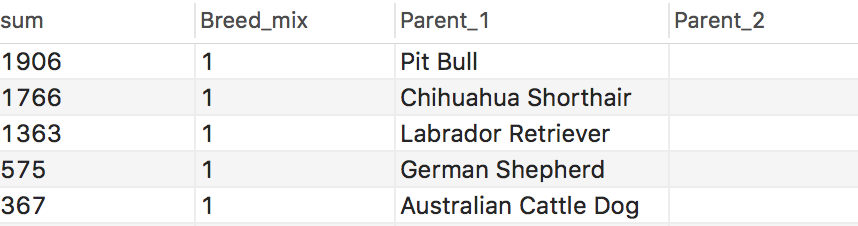 sum Breed_mix Parent_1 Parent_2
1906 1 Pit Bull
1766 1 Chihuahua Shorthair
1363 1 Labrador Retriever
575 1 German Shepherd
367 1 Australian Cattle Dog